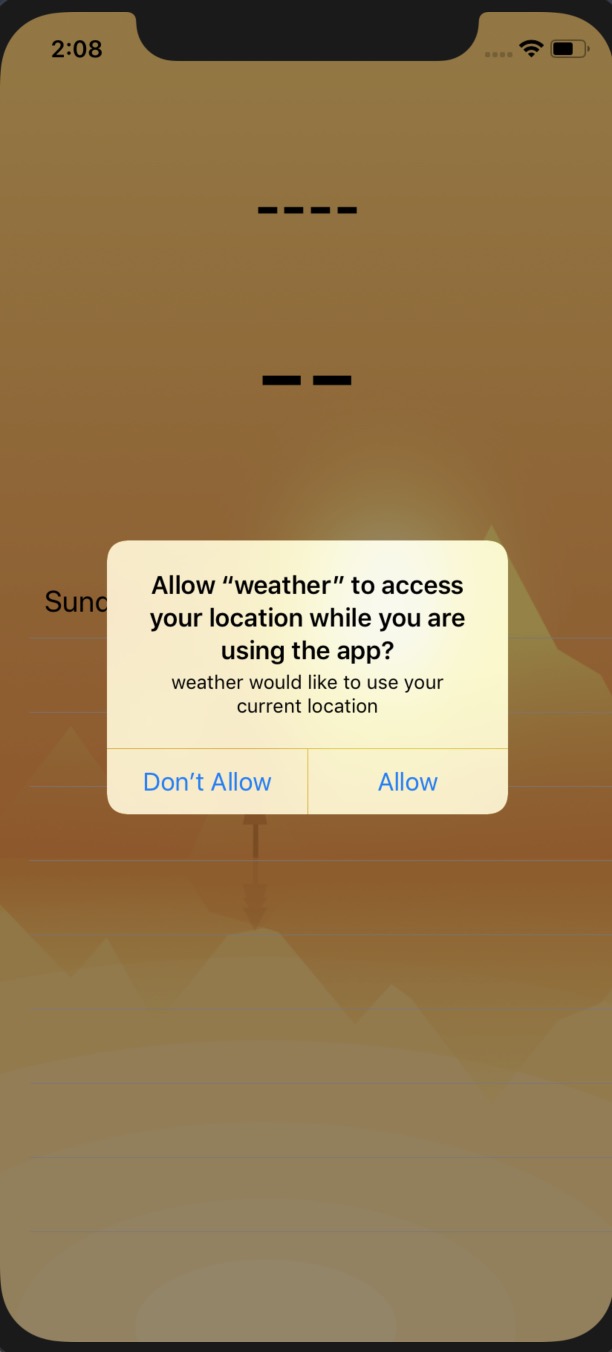 2:08
----
--
Sund
Allow “weather” to access
your location while you are
using the app?
weather would like to use your
current location
Don’t Allow
Allow